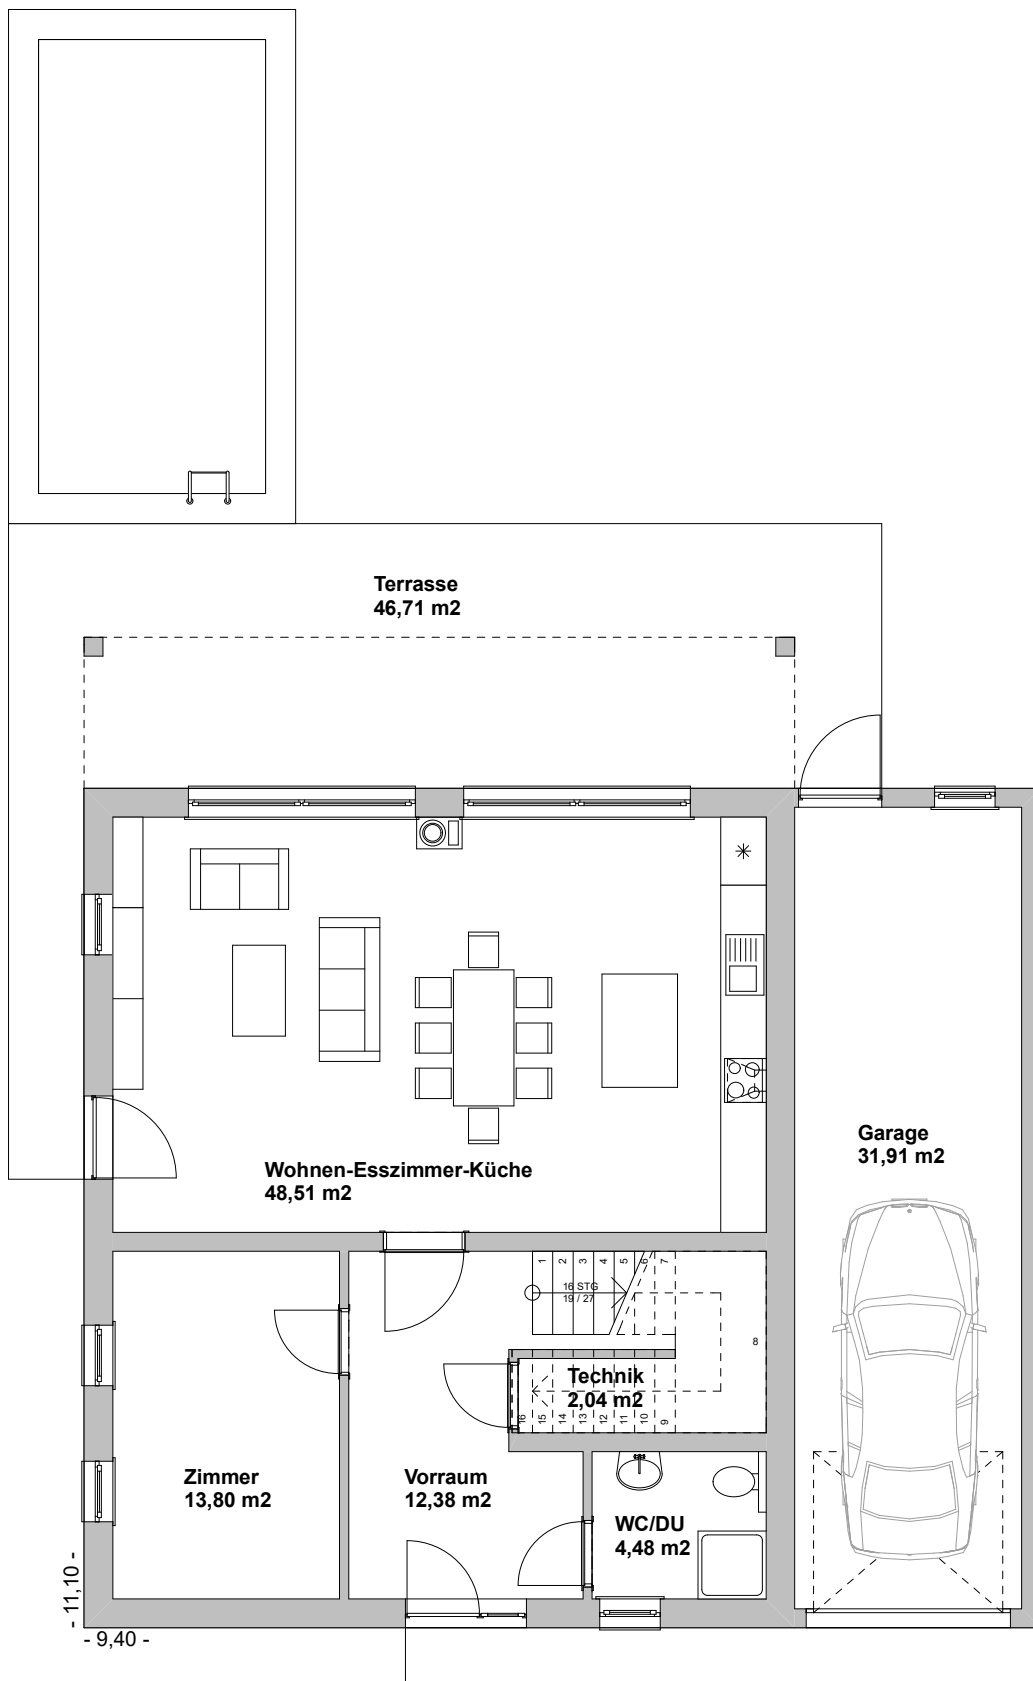 Terrasse
46,71 m2
Garage
31,91 m2
Wohnen-Esszimmer-Küche
48,51 m2
1 2 3 4 5 6 7
16 STG
19 / 27
8
Technik
2,04 m2
16 15 14 13 12 11 10 9
Zimmer
13,80 m2
Vorraum
12,38 m2
WC/DU
4,48 m2
- 11,10 -
- 9,40 -